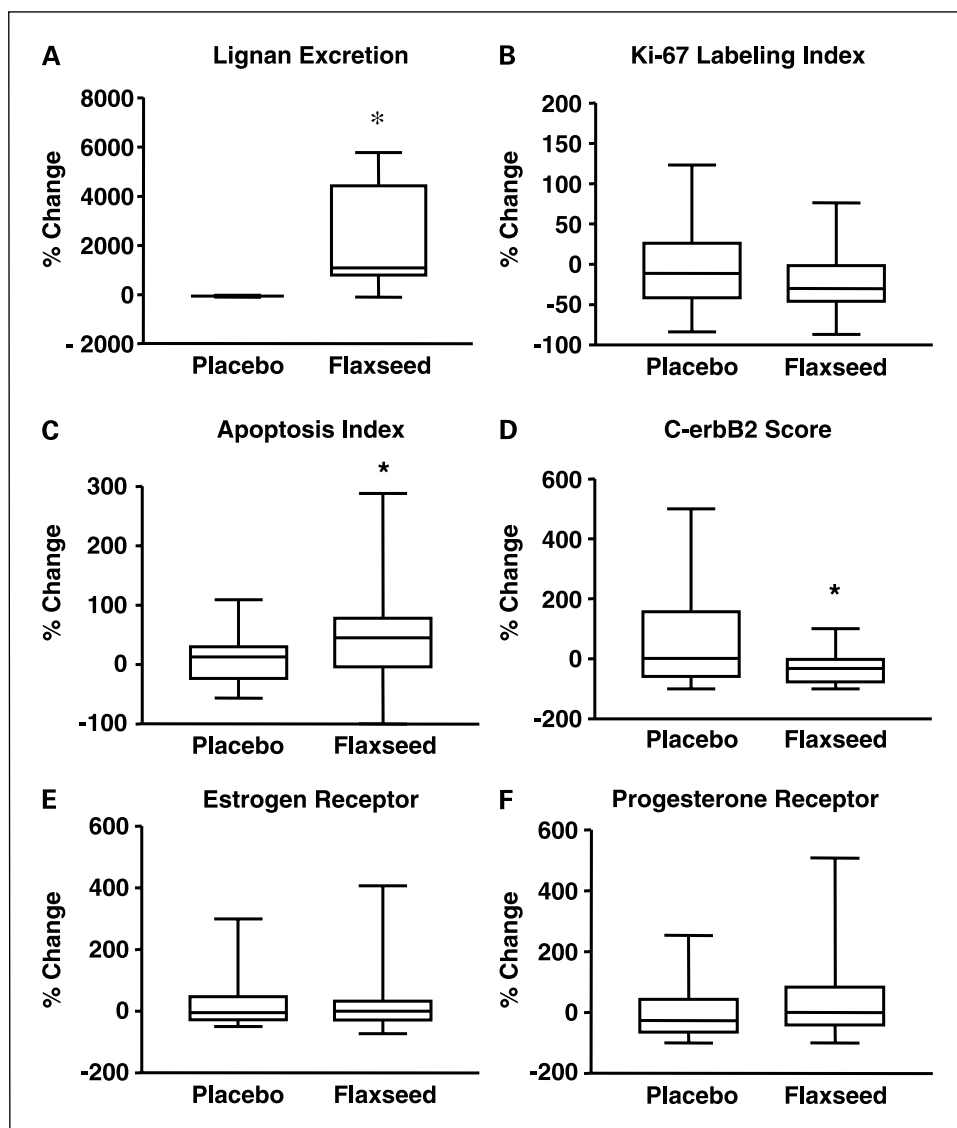 A Lignan Excretion
8000
6000
4000
2000
0
- 2000
% Change
*
Placebo Flaxseed
B Ki-67 Labeling Index
200
150
100
50
0
-50
-100
% Change
Placebo Flaxseed
C Apoptosis Index
300
200
100
0
-100
% Change
*
Placebo Flaxseed
D C-erbB2 Score
600
400
200
0
-200
% Change
*
Placebo Flaxseed
E Estrogen Receptor
600
400
200
0
-200
% Change
Placebo Flaxseed
F Progesterone Receptor
600
400
200
0
-200
% Change
Placebo Flaxseed